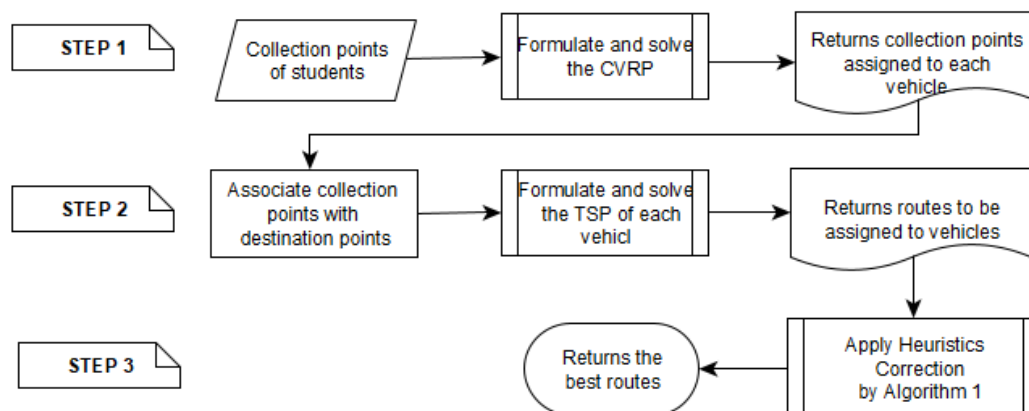 STEP 1
Collection points
of students
Formulate and solve
the CVRP
Returns collection points
assigned to each
vehicle
STEP 2
Associate collection
points with
destination points
Formulate and solve
the TSP of each
vehicl
Returns routes to be
assigned to vehicles
STEP 3
Returns the
best routes
Apply Heuristics
Correction
by Algorithm 1